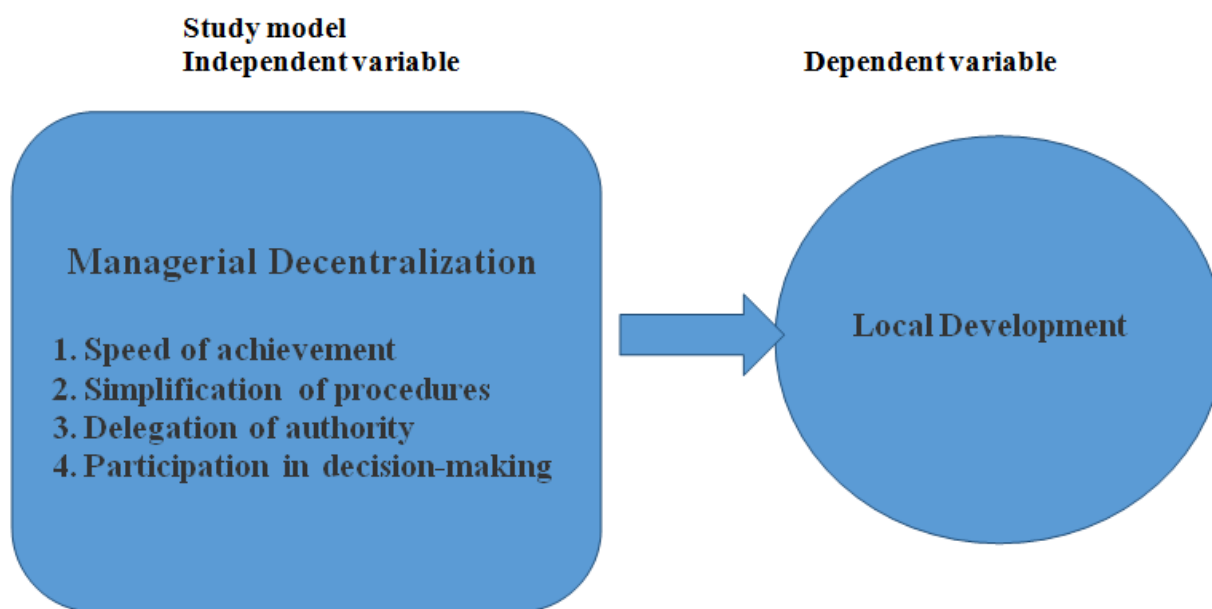 Study model
Independent variable
Dependent variable
Managerial Decentralization
1. Speed of achievement
2. Simplification of procedures
3. Delegation of authority
4. Participation in decision-making
Local Development